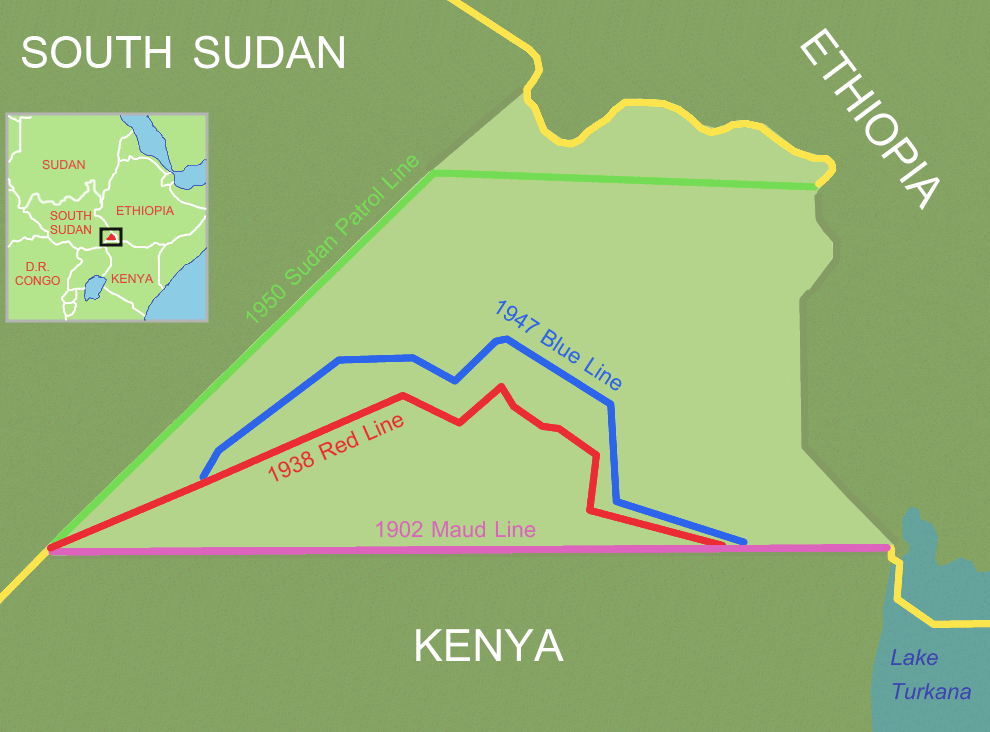 SOUTH SUDAN
ETHIOPIA
SUDAN
ETHIOPIA
SOUTH
SUDAN
D.R.
CONGO
KENYA
1950 Sudan Patrol Line
1947 Blue Line
1938 Red Line
1902 Maud Line
KENYA
Lake
Turkana